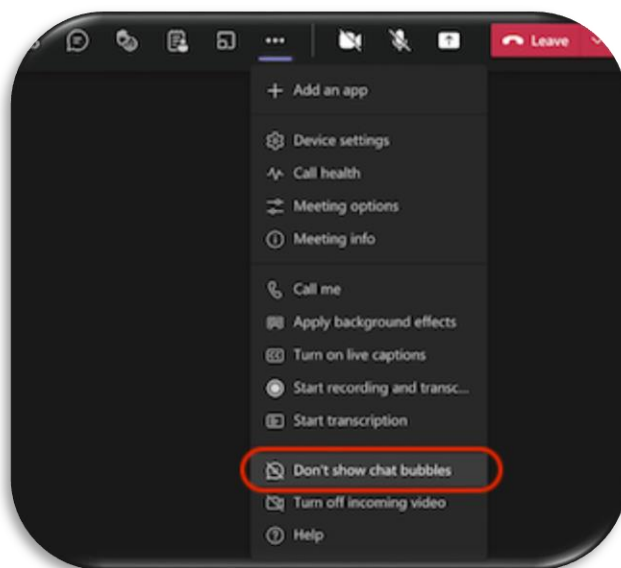 Leave
Add an app
Device settings
Call health
Meeting options
Meeting info
Call me
Apply background effects
Turn on live captions
Start recording and transc...
Start transcription
Don't show chat bubbles
Turn off incoming video
Help